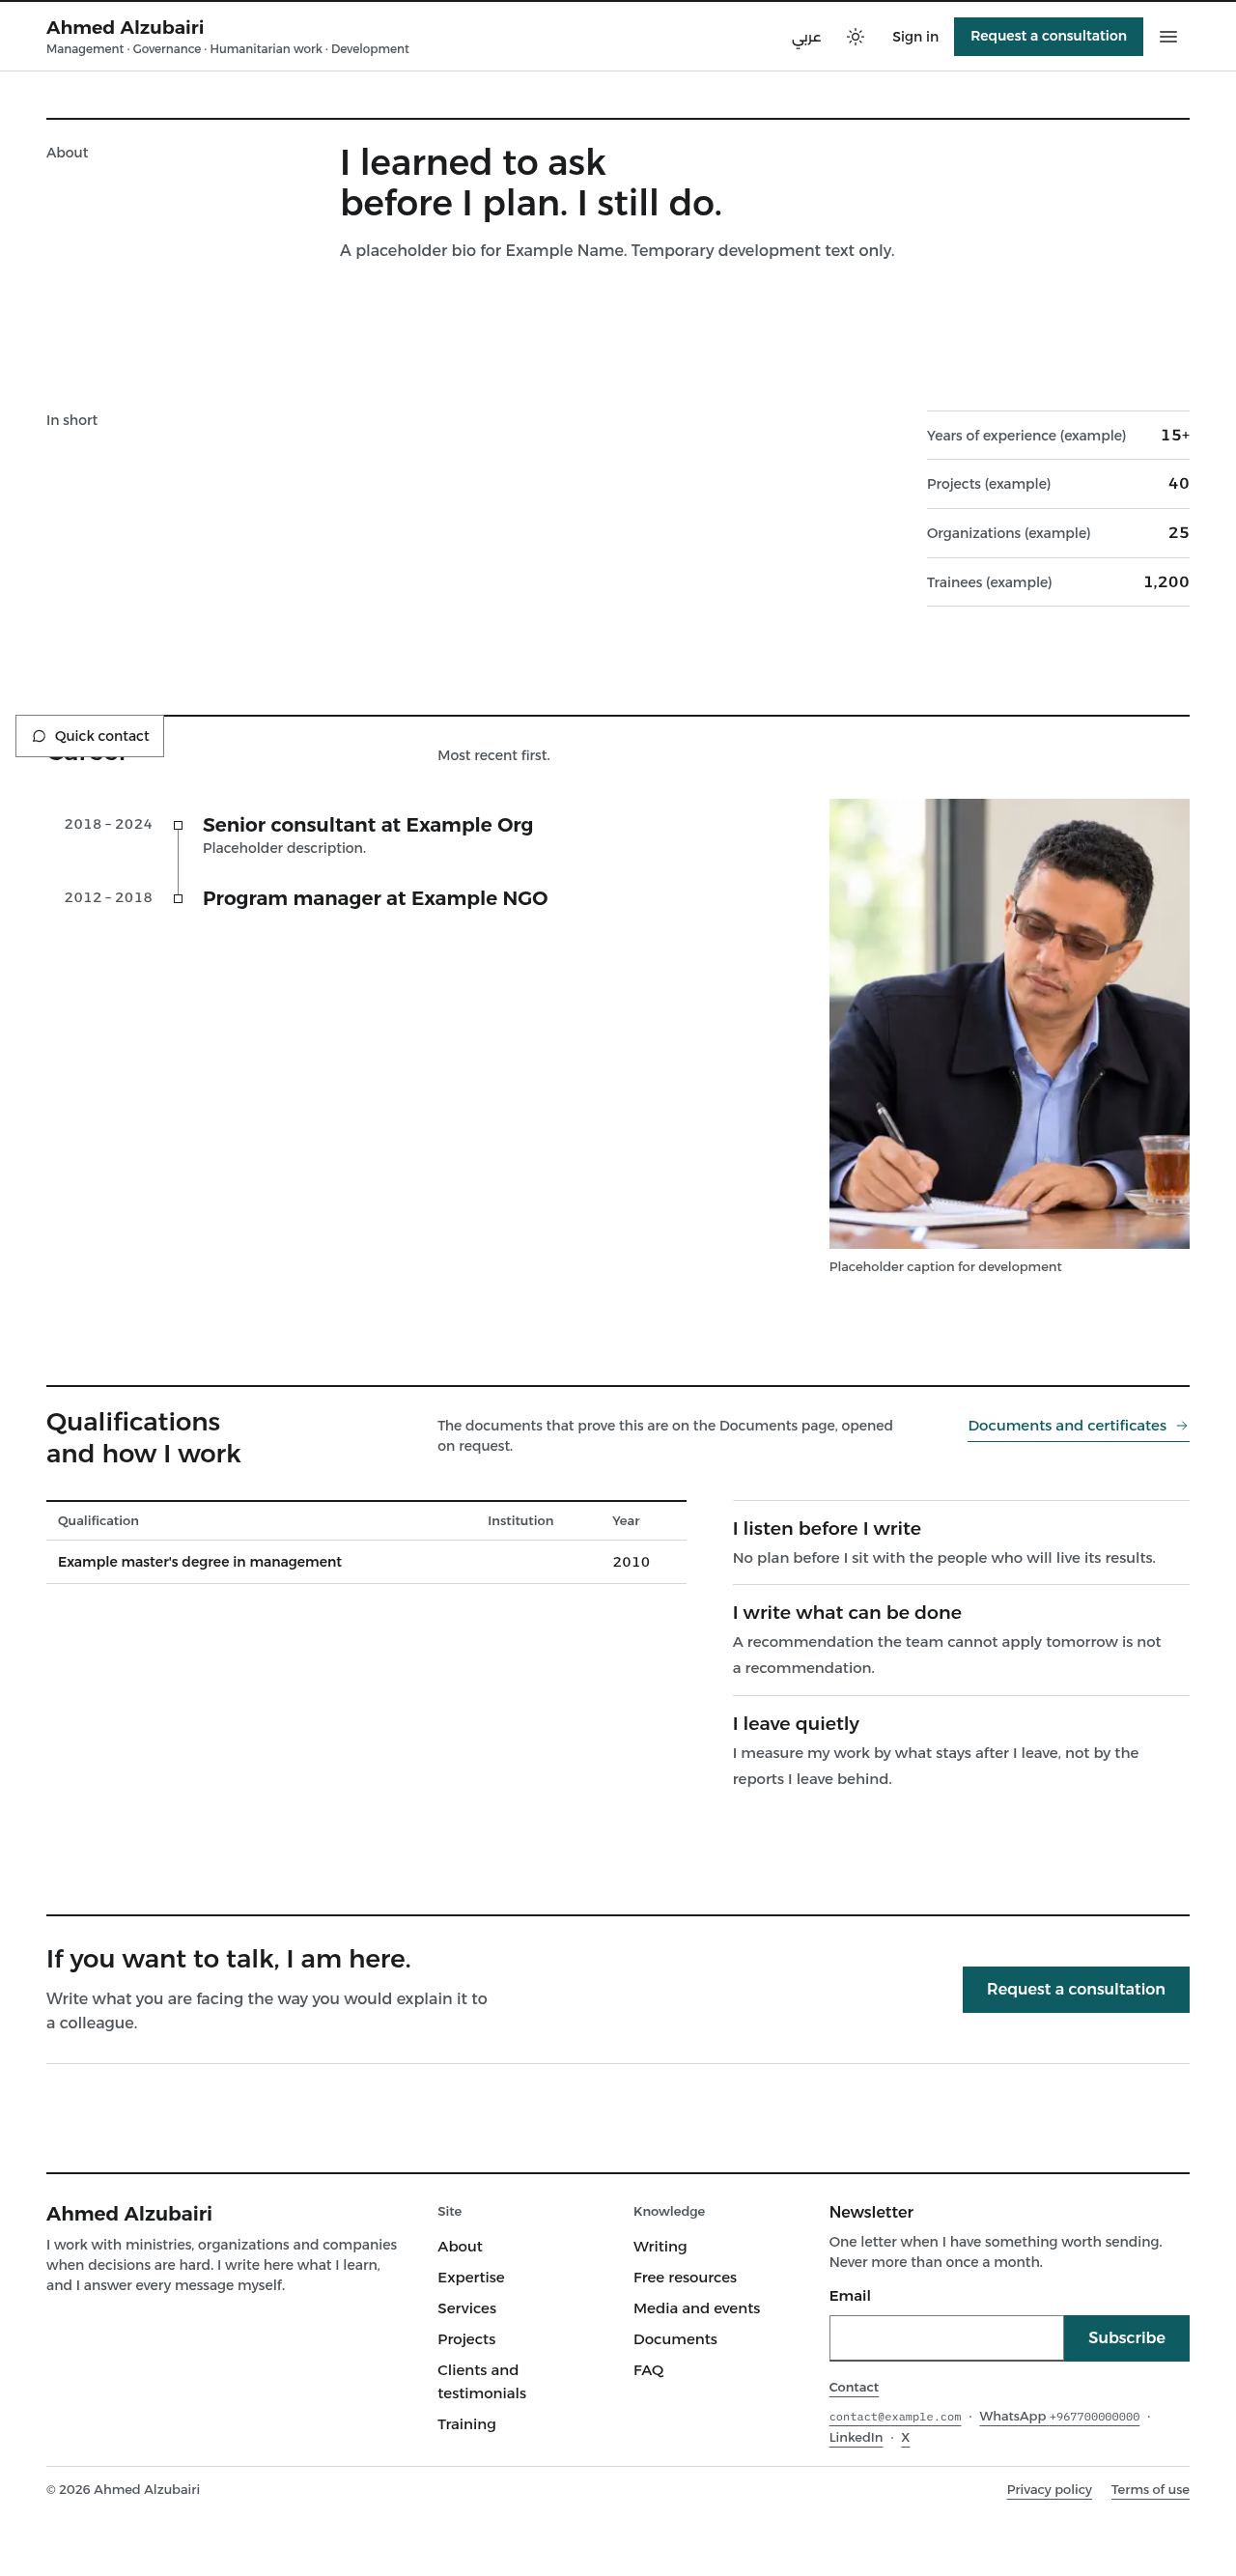 Ahmed Alzubairi
Management · Governance · Humanitarian work · Development
عربي
Sign in
Request a consultation
About
I learned to ask
before I plan. I still do.
A placeholder bio for Example Name. Temporary development text only.
In short
Years of experience (example) 15+
Projects (example) 40
Organizations (example) 25
Trainees (example) 1,200
Quick contact
Most recent first.
2018 – 2024 Senior consultant at Example Org
Placeholder description.
2012 – 2018 Program manager at Example NGO
Placeholder caption for development
Qualifications
and how I work
The documents that prove this are on the Documents page, opened
on request.
Documents and certificates →
Qualification Institution Year
Example master's degree in management 2010
I listen before I write
No plan before I sit with the people who will live its results.
I write what can be done
A recommendation the team cannot apply tomorrow is not
a recommendation.
I leave quietly
I measure my work by what stays after I leave, not by the
reports I leave behind.
If you want to talk, I am here.
Write what you are facing the way you would explain it to
a colleague.
Request a consultation
Ahmed Alzubairi
I work with ministries, organizations and companies
when decisions are hard. I write here what I learn,
and I answer every message myself.
Site
About
Expertise
Services
Projects
Clients and
testimonials
Training
Knowledge
Writing
Free resources
Media and events
Documents
FAQ
Newsletter
One letter when I have something worth sending.
Never more than once a month.
Email
Subscribe
Contact
contact@example.com · WhatsApp +967700000000 ·
LinkedIn · X
© 2026 Ahmed Alzubairi
Privacy policy Terms of use